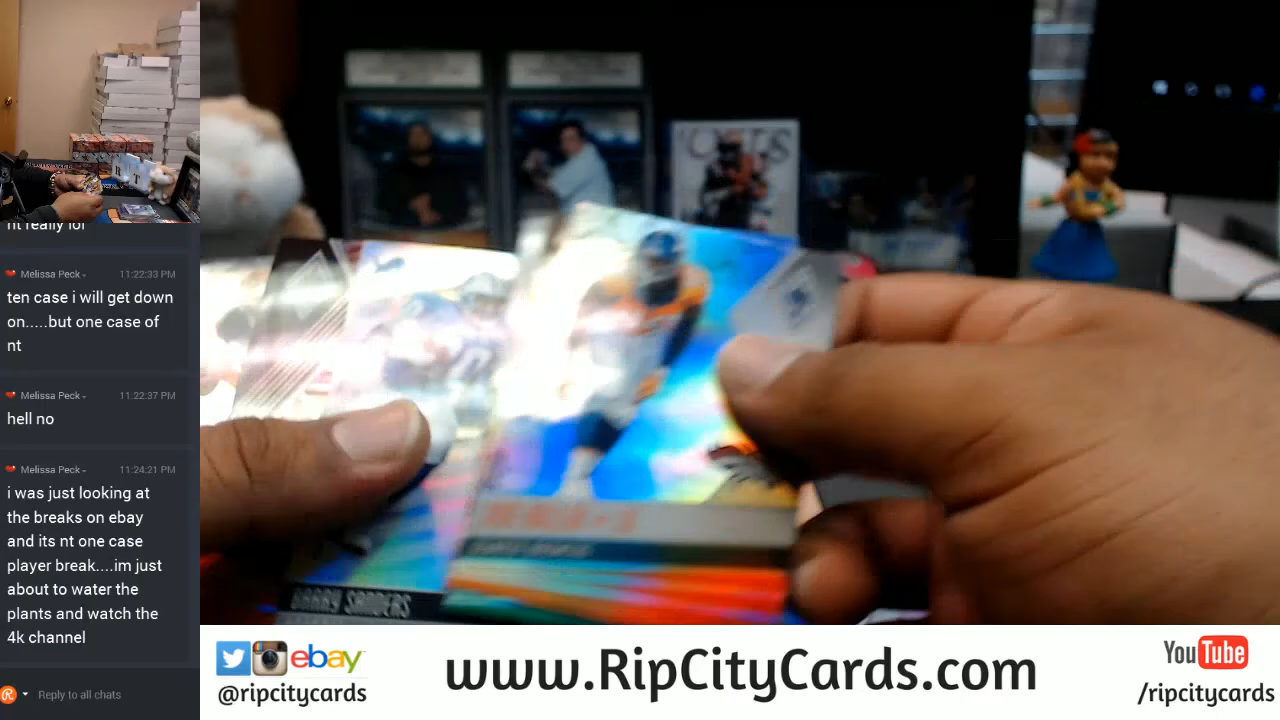 nt really for
Melissa Peck 11:22:33 PM
ten case i will get down
on.....but one case of
nt
Melissa Peck 11:22:37 PM
hell no
Melissa Peck 11:24:21 PM
i was just looking at
the breaks on ebay
and its nt one case
player break....im just
about to water the
plants and watch the
4k channel
Reply to all chats
BARRY SANDERS
ebay
@ripcitycards
www.RipCityCards.com
YouTube
/ripcitycards